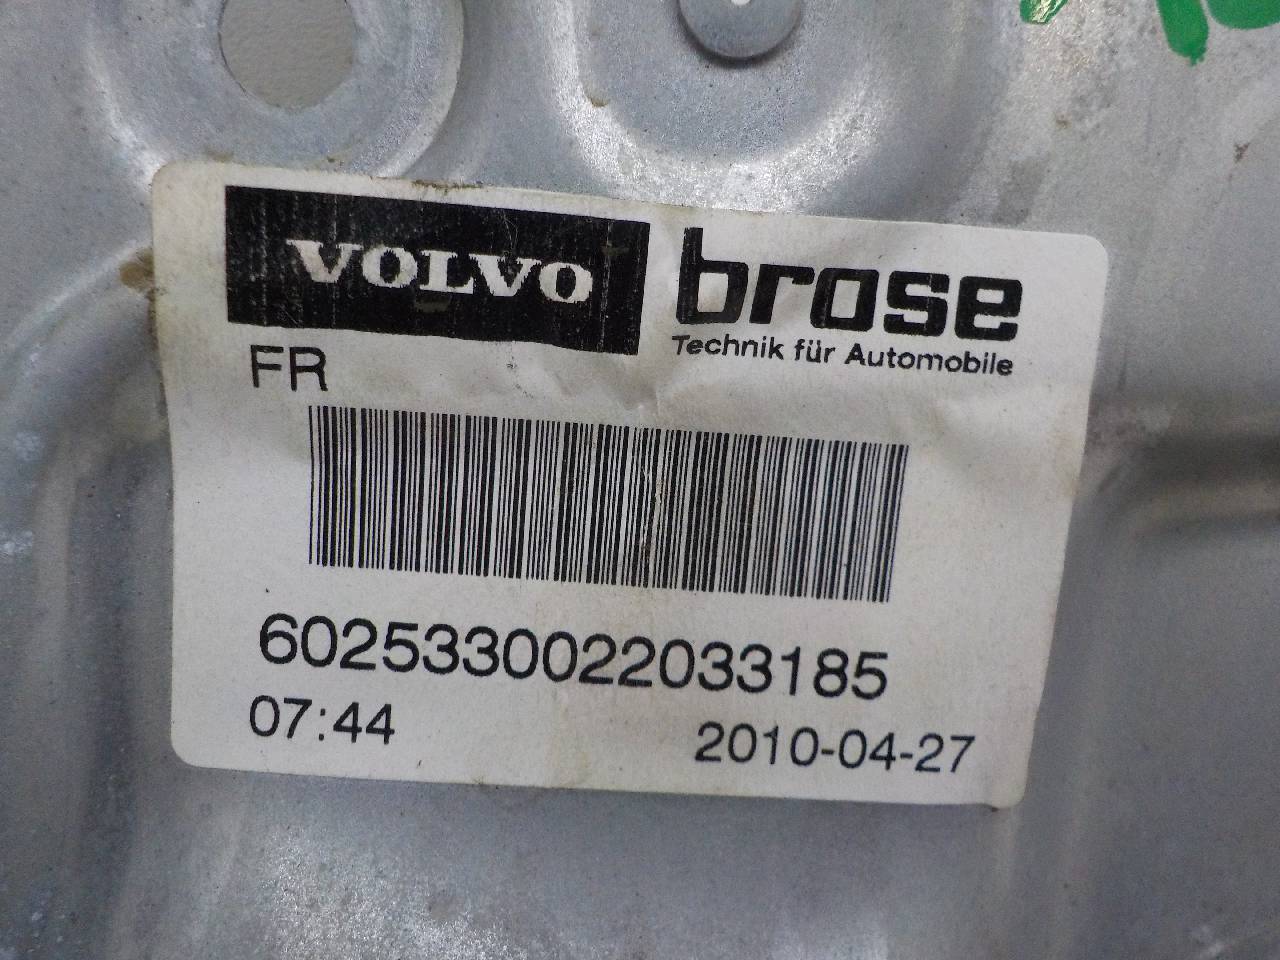 VOLVO brose
Technik für Automobile
FR
6025330022033185
07:44 2010-04-27